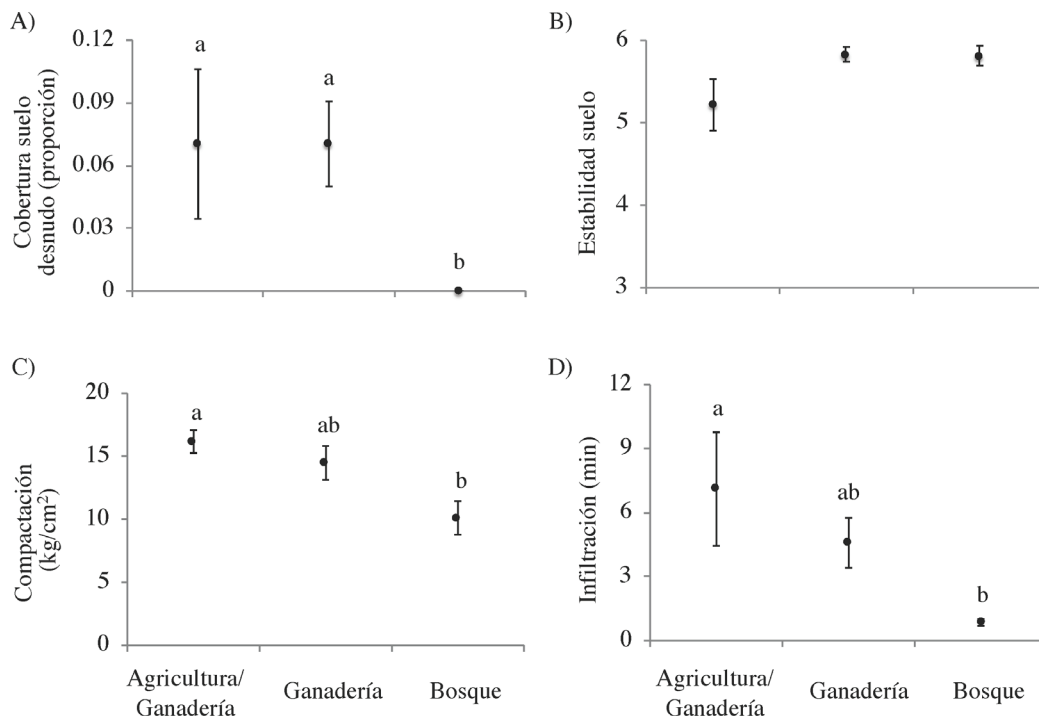 A)
Cobertura suelo
desnudo (proporción)
0.12
0.09
0.06
0.03
0
a
a
b
B)
Estabilidad suelo
6
5
4
3
C)
Compactación
(kg/cm²)
20
15
10
5
0
a
ab
b
Agricultura/
Ganadería
Ganadería
Bosque
D)
Infiltración (min)
12
9
6
3
0
a
ab
b
Agricultura/
Ganadería
Ganadería
Bosque